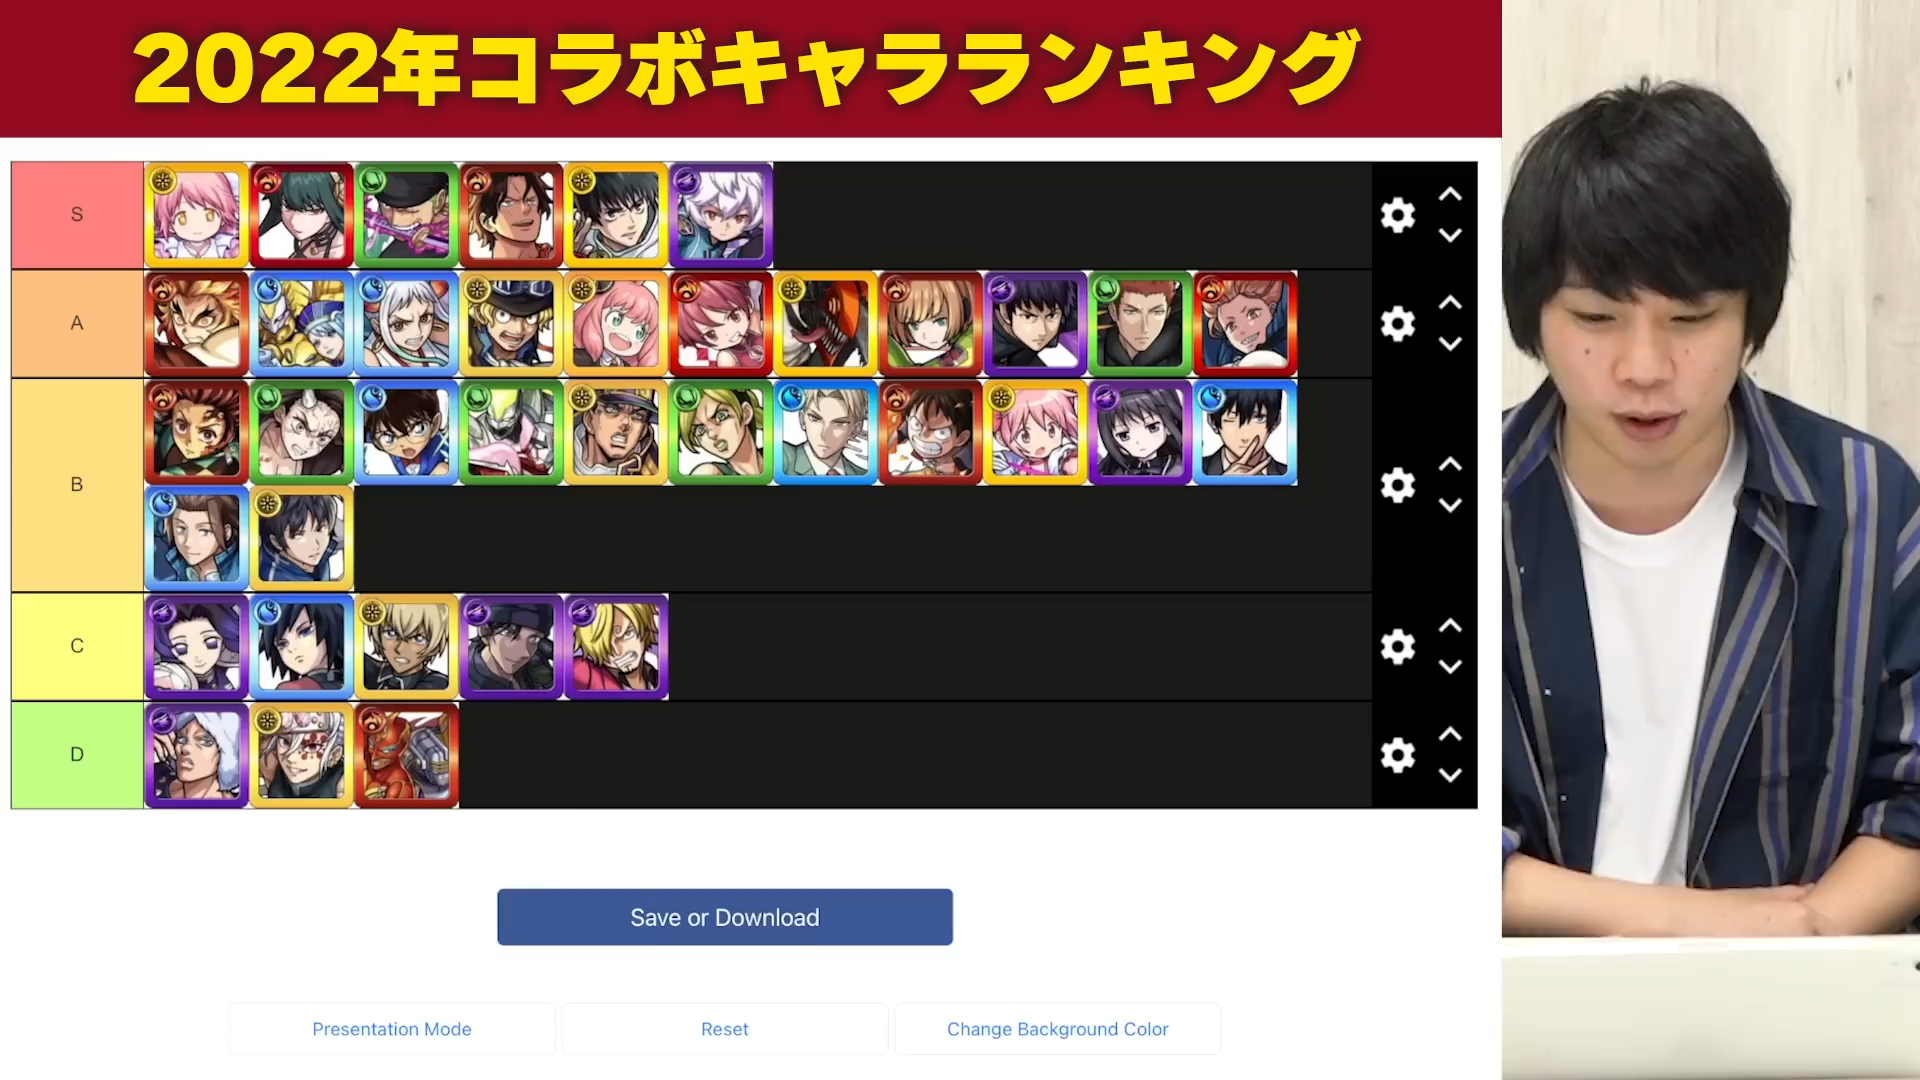 2022年コラボキャラランキング
S
A
B
C
D
Save or Download
Presentation Mode
Reset
Change Background Color